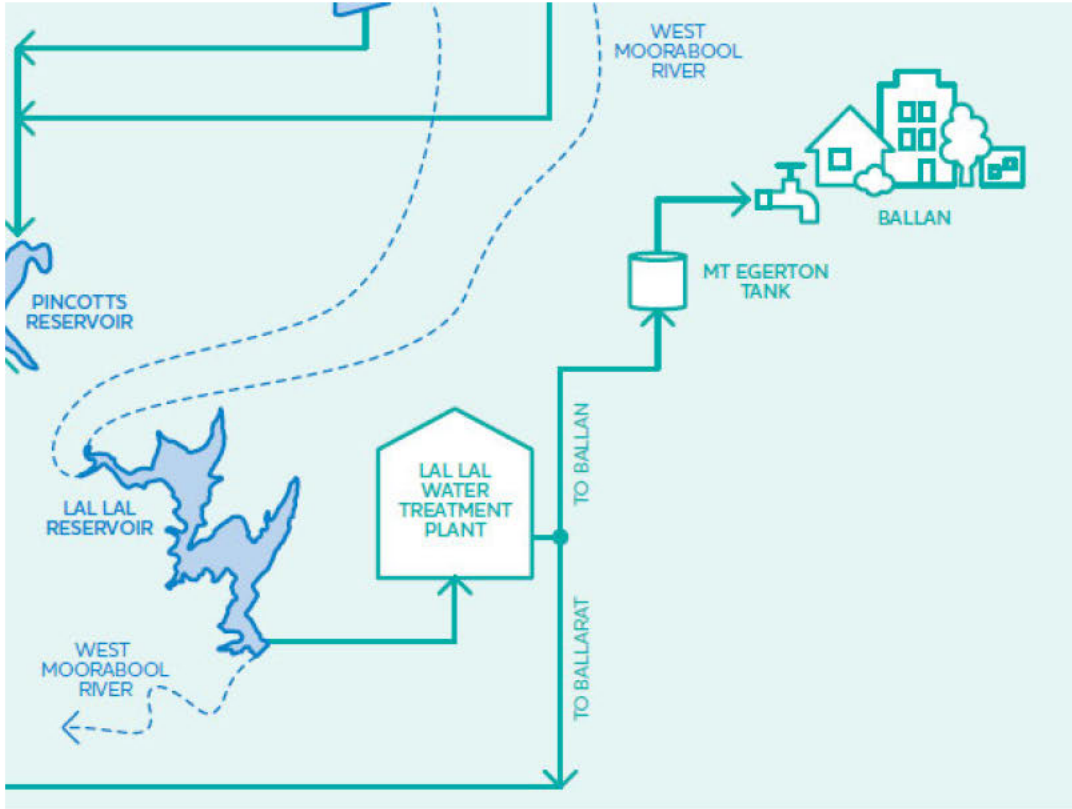 WEST
MOORABOOL
RIVER
BALLAN
MT EGERTON
TANK
PINCOTTS
RESERVOIR
TO BALLAN
LAL LAL
WATER
TREATMENT
PLANT
LAL LAL
RESERVOIR
TO BALLARAT
WEST
MOORABOOL
RIVER